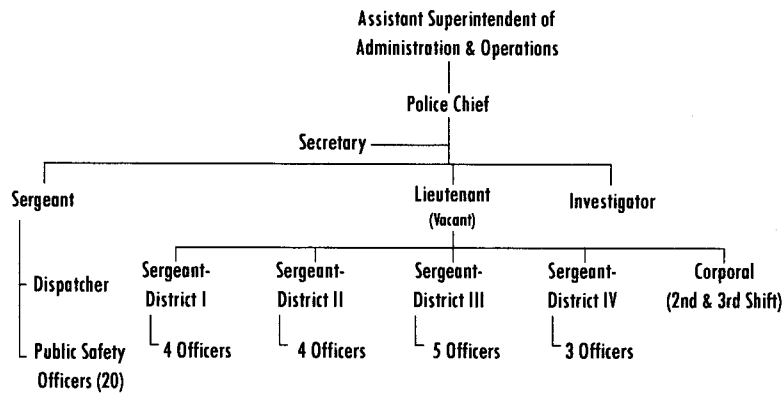 Assistant Superintendent of
Administration & Operations
Police Chief
Secretary
Sergeant
Lieutenant
(Vacant)
Investigator
Dispatcher
Public Safety
Officers (20)
Sergeant-
District I
4 Officers
Sergeant-
District II
4 Officers
Sergeant-
District III
5 Officers
Sergeant-
District IV
3 Officers
Corporal
(2nd & 3rd Shift)